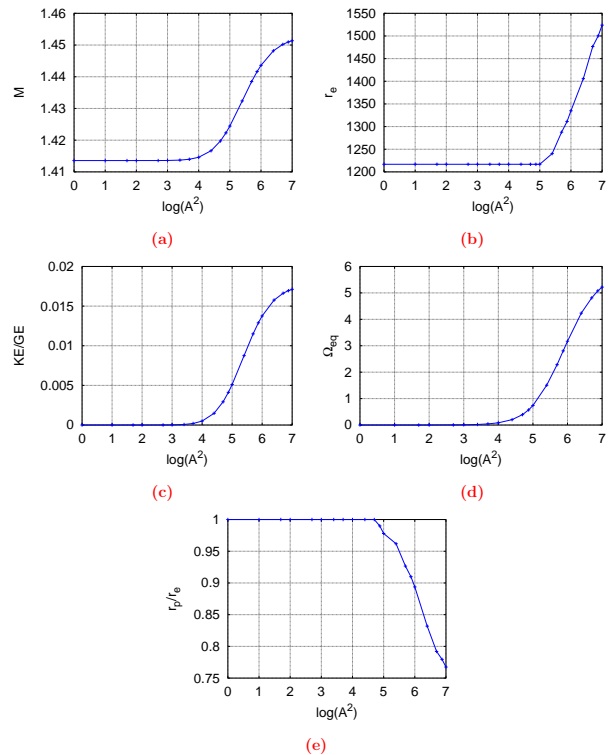 1.46
1.45
1.44
1.43
1.42
1.41
M
0 1 2 3 4 5 6 7
log(A²)
(a)
1550
1500
1450
1400
1350
1300
1250
1200
rₑ
0 1 2 3 4 5 6 7
log(A²)
(b)
0.02
0.015
0.01
0.005
0
KE/GE
0 1 2 3 4 5 6 7
log(A²)
(c)
6
5
4
3
2
1
0
Ω_eq
0 1 2 3 4 5 6 7
log(A²)
(d)
1
0.95
0.9
0.85
0.8
0.75
r_p/r_e
0 1 2 3 4 5 6 7
log(A²)
(e)